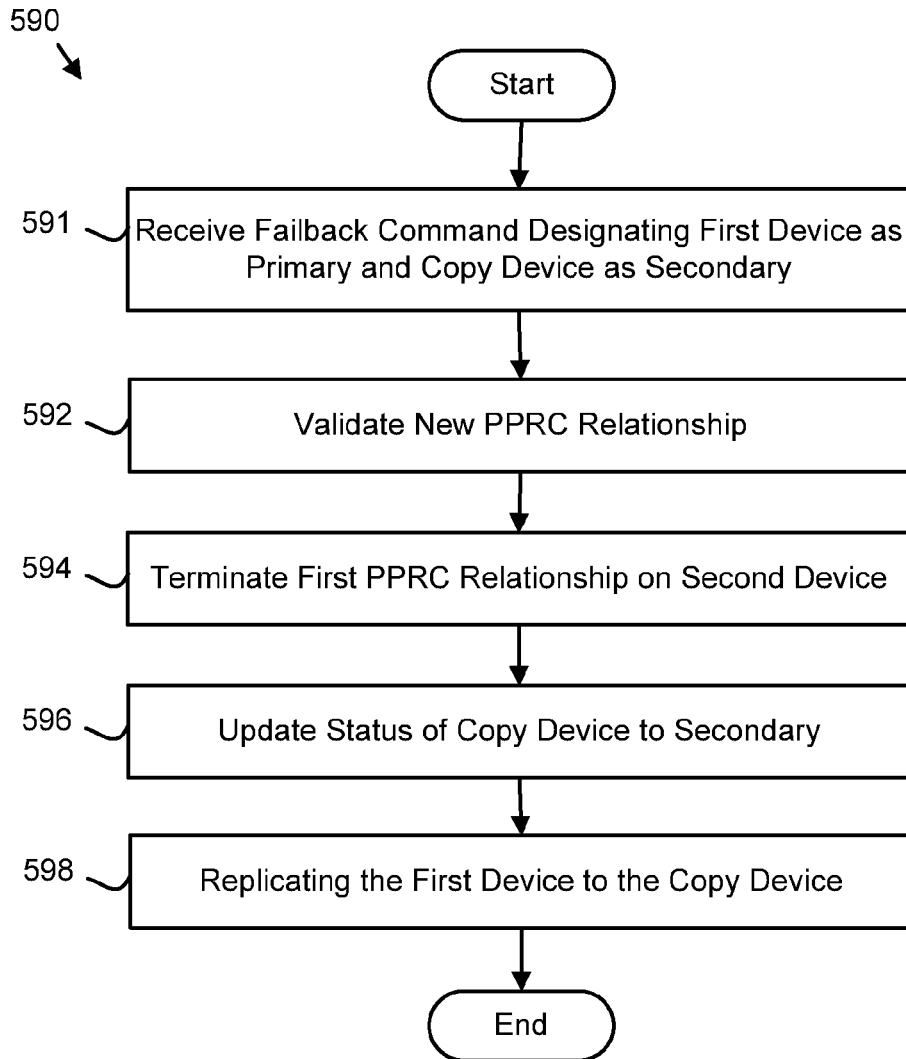 590
Start
591
Receive Failback Command Designating First Device as
Primary and Copy Device as Secondary
592
Validate New PPRC Relationship
594
Terminate First PPRC Relationship on Second Device
596
Update Status of Copy Device to Secondary
598
Replicating the First Device to the Copy Device
End